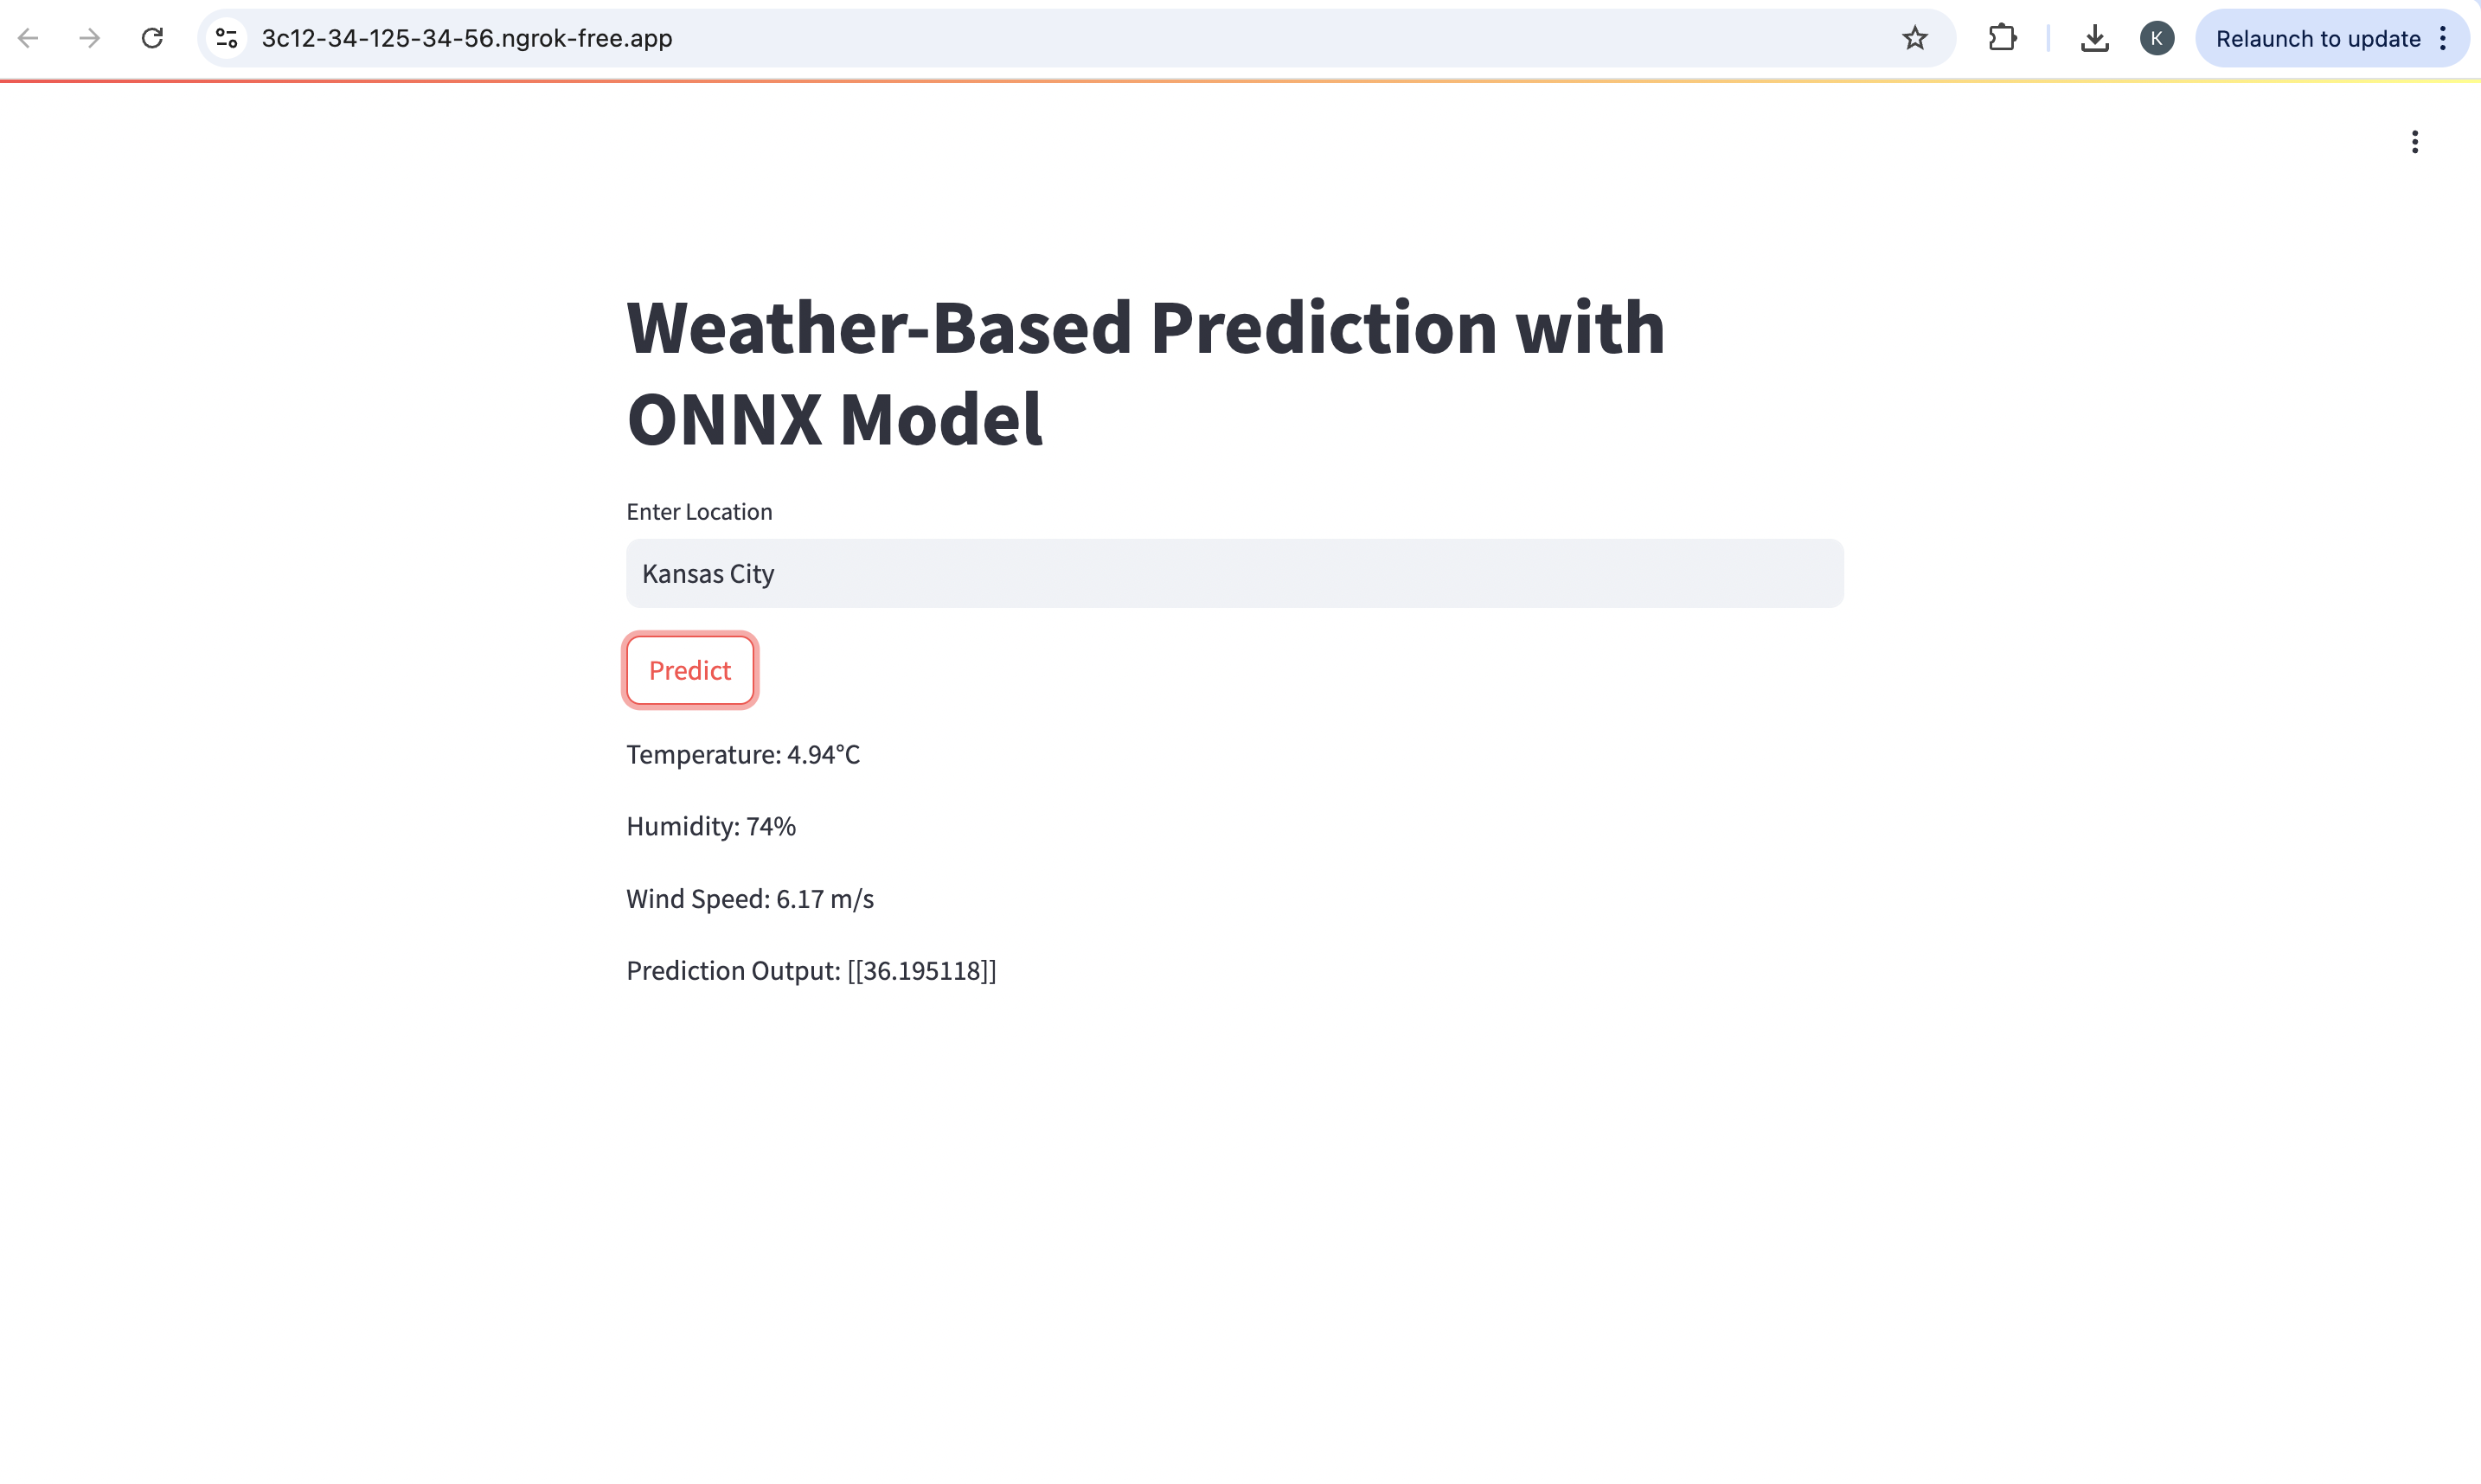 3c12-34-125-34-56.ngrok-free.app
K
Relaunch to update
Weather-Based Prediction with
ONNX Model
Enter Location
Kansas City
Predict
Temperature: 4.94°C
Humidity: 74%
Wind Speed: 6.17 m/s
Prediction Output: [[36.195118]]